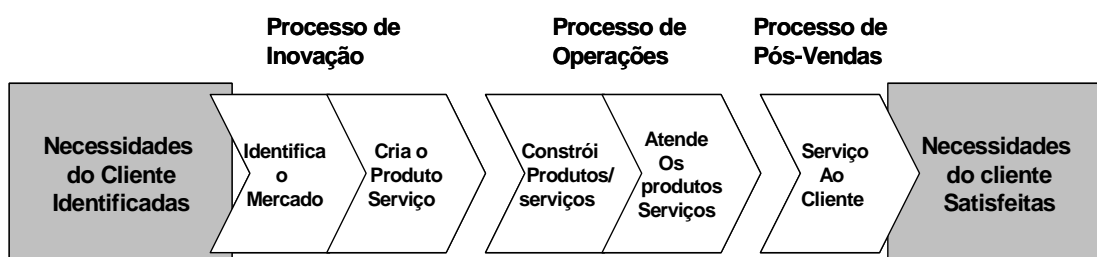 Processo de
Inovação
Processo de
Operações
Processo de
Pós-Vendas
Necessidades
do Cliente
Identificadas
Identifica
o
Mercado
Cria o
Produto
Serviço
Constrói
Produtos/
serviços
Atende
Os
produtos
Serviços
Serviço
Ao
Cliente
Necessidades
do cliente
Satisfeitas